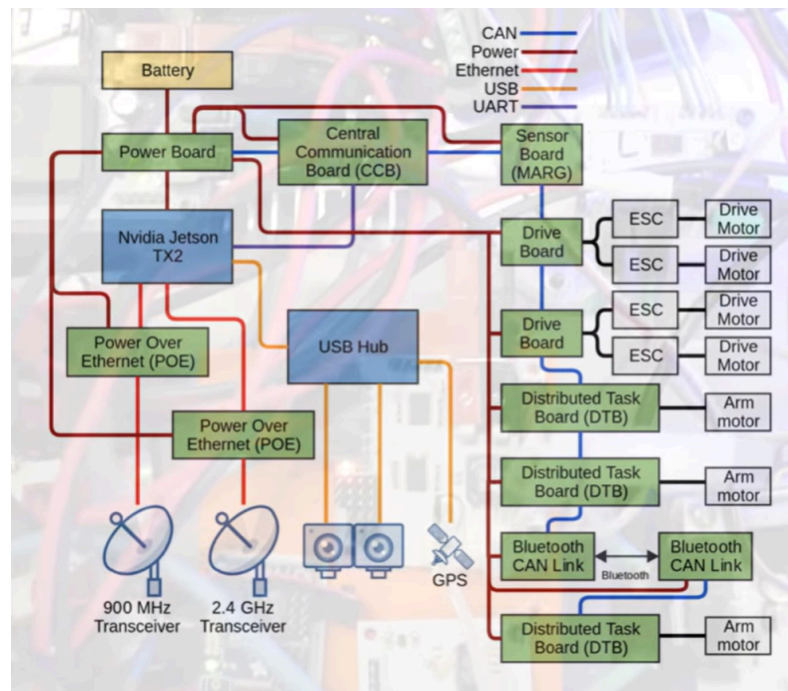 CAN
Power
Ethernet
USB
UART
Battery
Power Board
Central
Communication
Board (CCB)
Sensor
Board
(MARG)
Nvidia Jetson
TX2
Drive
Board
ESC
Drive
Motor
ESC
Drive
Motor
Drive
Board
ESC
Drive
Motor
ESC
Drive
Motor
Power Over
Ethernet (POE)
USB Hub
Power Over
Ethernet (POE)
Distributed Task
Board (DTB)
Arm
motor
Distributed Task
Board (DTB)
Arm
motor
Bluetooth
CAN Link
Bluetooth
Bluetooth
CAN Link
GPS
900 MHz
Transceiver
2.4 GHz
Transceiver
Distributed Task
Board (DTB)
Arm
motor